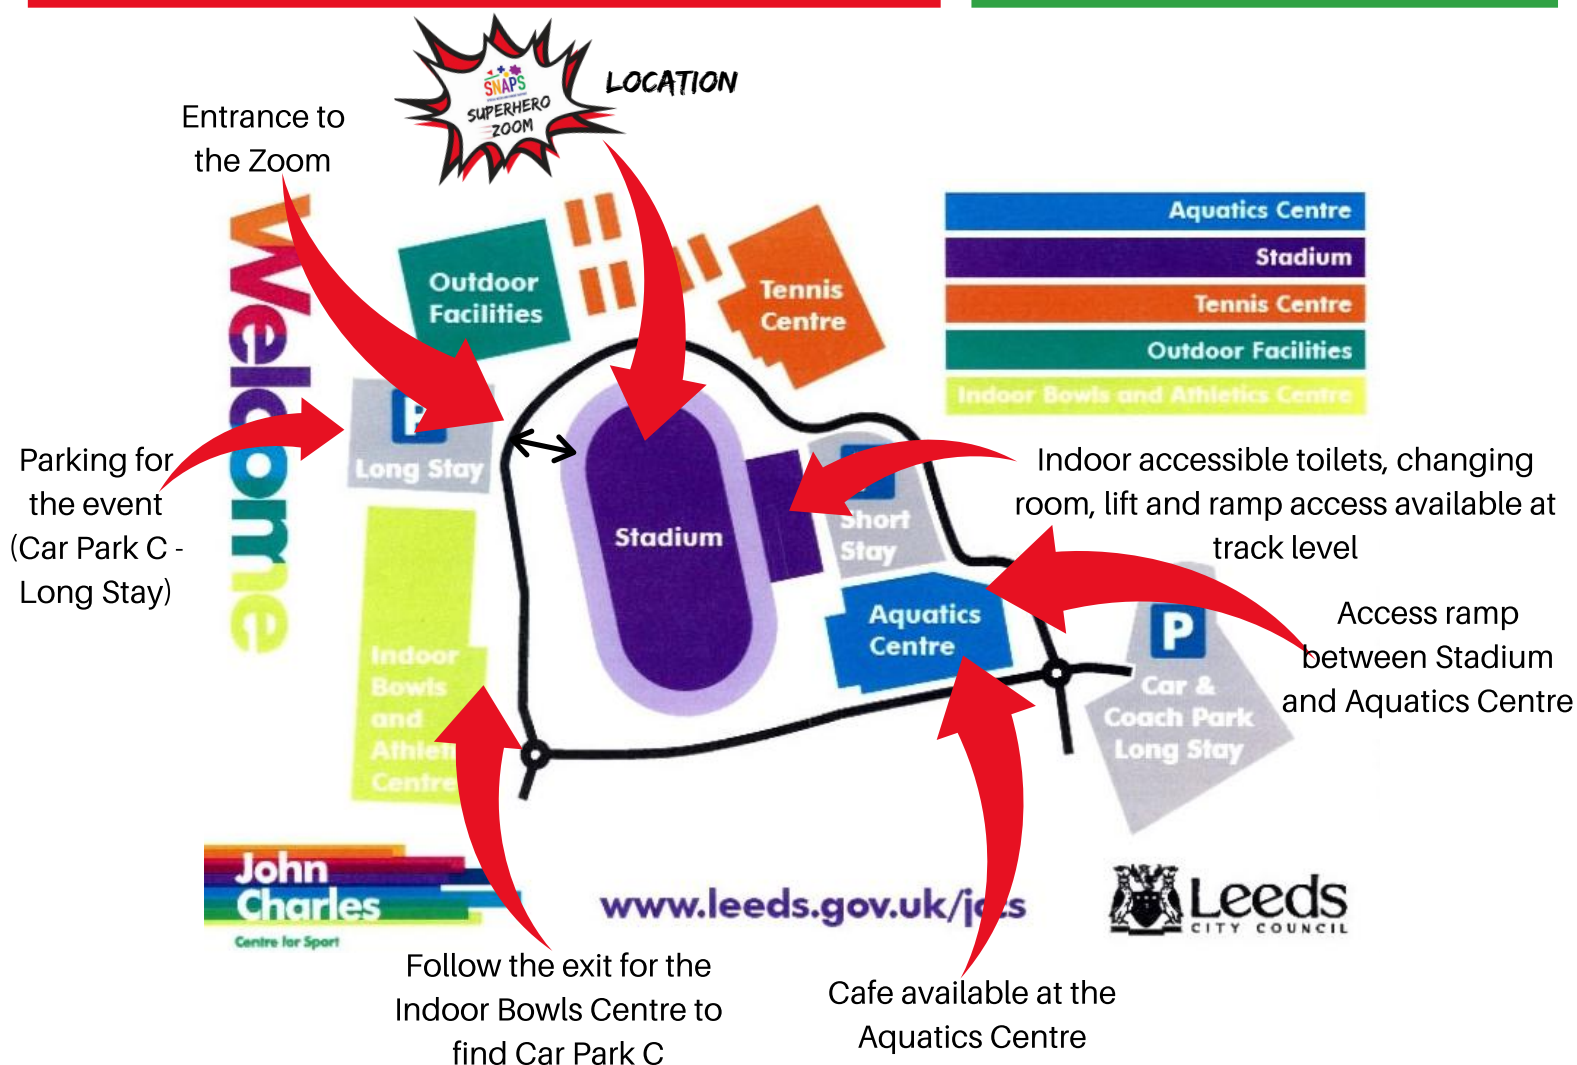 SNAPS
SUPERHERO
ZOOM
LOCATION
Entrance to
the Zoom
Welcome
Outdoor
Facilities
Tennis
Centre
Aquatics Centre
Stadium
Tennis Centre
Outdoor Facilities
Indoor Bowls and Athletics Centre
P
Long Stay
Parking for
the event
(Car Park C -
Long Stay)
Stadium
Short
Stay
Indoor accessible toilets, changing
room, lift and ramp access available at
track level
Aquatics
Centre
Access ramp
between Stadium
and Aquatics Centre
P
Car &
Coach Park
Long Stay
Indoor
Bowls
and
Centre
John
Charles
Centre for Sport
www.leeds.gov.uk/jccs
Leeds
CITY COUNCIL
Follow the exit for the
Indoor Bowls Centre to
find Car Park C
Cafe available at the
Aquatics Centre